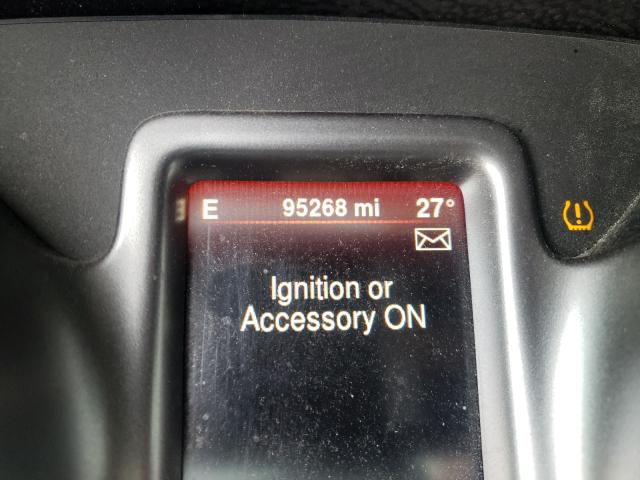 E 95268 mi 27°
Ignition or
Accessory ON